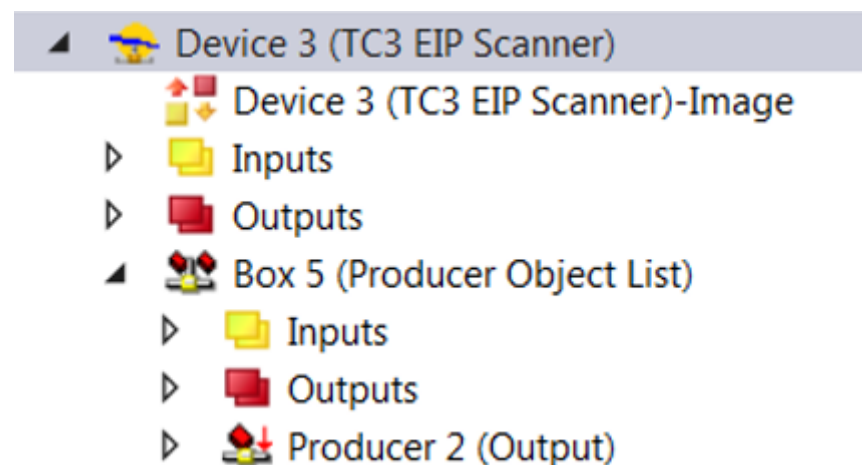 Device 3 (TC3 EIP Scanner)
Device 3 (TC3 EIP Scanner)-Image
Inputs
Outputs
Box 5 (Producer Object List)
Inputs
Outputs
Producer 2 (Output)